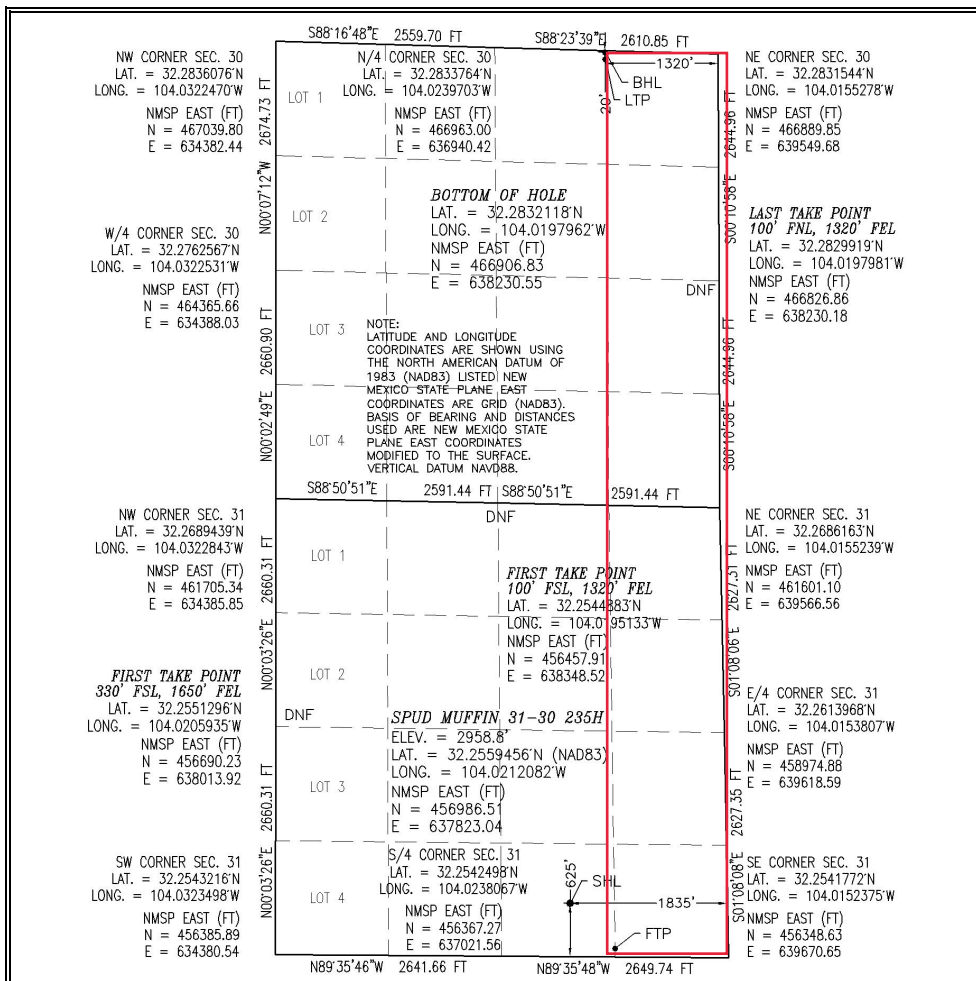 S88°16'48"E 2559.70 FT
S88°23'39"E 2610.85 FT
NW CORNER SEC. 30
LAT. = 32.2836076°N
LONG. = 104.0322470°W
NMSP EAST (FT)
N = 467039.80
E = 634382.44
N/4 CORNER SEC. 30
LAT. = 32.2833764°N
LONG. = 104.0239703°W
NMSP EAST (FT)
N = 466963.00
E = 636940.42
1320'
BHL
LTP
20'
NE CORNER SEC. 30
LAT. = 32.2831544°N
LONG. = 104.0155278°W
NMSP EAST (FT)
N = 466889.85
E = 639549.68
LOT 1
N00°07'12"W 2674.73 FT
S00°10'58"E 2644.96 FT
LOT 2
BOTTOM OF HOLE
LAT. = 32.2832118°N
LONG. = 104.0197962°W
NMSP EAST (FT)
N = 466906.83
E = 638230.55
LAST TAKE POINT
100' FNL, 1320' FEL
LAT. = 32.2829919°N
LONG. = 104.0197981°W
NMSP EAST (FT)
N = 466826.86
E = 638230.18
W/4 CORNER SEC. 30
LAT. = 32.2762567°N
LONG. = 104.0322531°W
NMSP EAST (FT)
N = 464365.66
E = 634388.03
DNF
LOT 3
NOTE:
LATITUDE AND LONGITUDE
COORDINATES ARE SHOWN USING
THE NORTH AMERICAN DATUM OF
1983 (NAD83) LISTED NEW
MEXICO STATE PLANE EAST
COORDINATES ARE GRID (NAD83).
BASIS OF BEARING AND DISTANCES
USED ARE NEW MEXICO STATE
PLANE EAST COORDINATES
MODIFIED TO THE SURFACE.
VERTICAL DATUM NAVD88.
N00°02'49"W 2660.90 FT
S00°10'58"E 2644.96 FT
LOT 4
S88°50'51"E 2591.44 FT
S88°50'51"E 2591.44 FT
DNF
NW CORNER SEC. 31
LAT. = 32.2689439°N
LONG. = 104.0322843°W
NMSP EAST (FT)
N = 461705.34
E = 634385.85
LOT 1
NE CORNER SEC. 31
LAT. = 32.2686163°N
LONG. = 104.0155239°W
NMSP EAST (FT)
N = 461601.10
E = 639566.56
N00°03'26"E 2660.31 FT
S01°08'06"E 2627.31 FT
FIRST TAKE POINT
100' FSL, 1320' FEL
LAT. = 32.2544883°N
LONG. = 104.0195133°W
NMSP EAST (FT)
N = 456457.91
E = 638348.52
LOT 2
FIRST TAKE POINT
330' FSL, 1650' FEL
LAT. = 32.2551296°N
LONG. = 104.0205935°W
NMSP EAST (FT)
N = 456690.23
E = 638013.92
DNF
SPUD MUFFIN 31-30 235H
ELEV. = 2958.8'
LAT. = 32.2559456°N (NAD83)
LONG. = 104.0212082°W
NMSP EAST (FT)
N = 456986.51
E = 637823.04
E/4 CORNER SEC. 31
LAT. = 32.2613968°N
LONG. = 104.0153807°W
NMSP EAST (FT)
N = 458974.88
E = 639618.59
LOT 3
N00°03'26"E 2660.31 FT
S01°08'08"E 2627.35 FT
SW CORNER SEC. 31
LAT. = 32.2543216°N
LONG. = 104.0323498°W
NMSP EAST (FT)
N = 456385.89
E = 634380.54
LOT 4
S/4 CORNER SEC. 31
LAT. = 32.2542498°N
LONG. = 104.0238067°W
NMSP EAST (FT)
N = 456367.27
E = 637021.56
625'
SHL
1835'
FTP
SE CORNER SEC. 31
LAT. = 32.2541772°N
LONG. = 104.0152375°W
NMSP EAST (FT)
N = 456348.63
E = 639670.65
N89°35'46"W 2641.66 FT
N89°35'48"W 2649.74 FT